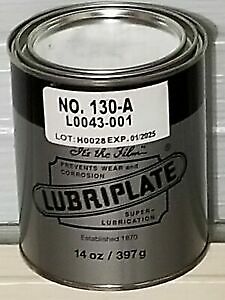 NO. 130-A
L0043-001
LOT:H0028 EXP. 01/2025
It's the Film
PREVENTS WEAR and
CORROSION
LUBRIPLATE
SUPER-
LUBRICATION
Established 1870
14 oz / 397g